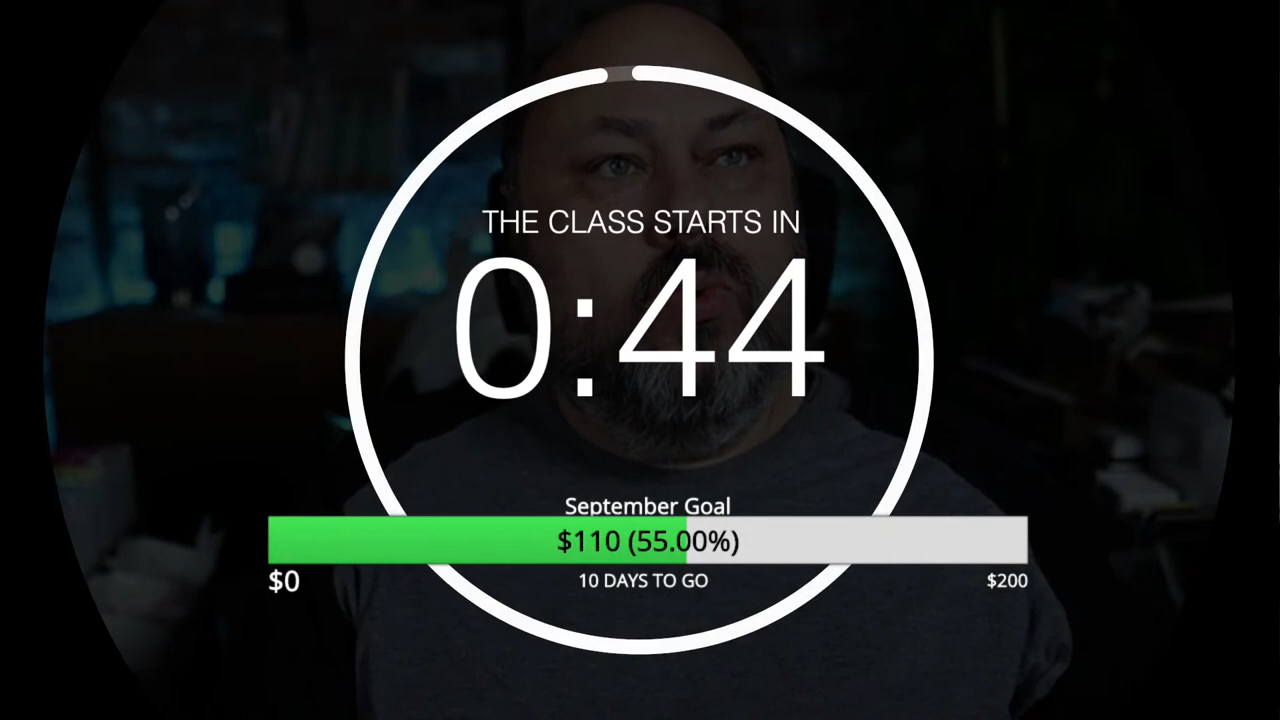 THE CLASS STARTS IN
0:44
September Goal
$110 (55.00%)
$0 10 DAYS TO GO $200